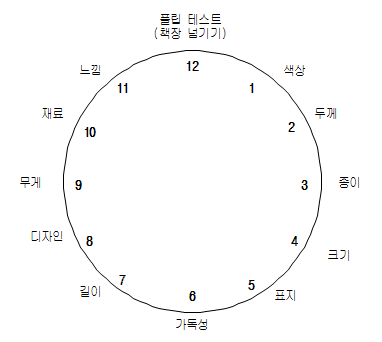 플립 테스트
(책장 넘기기)
느낌
12
색상
11
1
재료
두께
10
2
무게
9
3
종이
디자인
8
4
크기
길이
7
5
표지
6
가독성